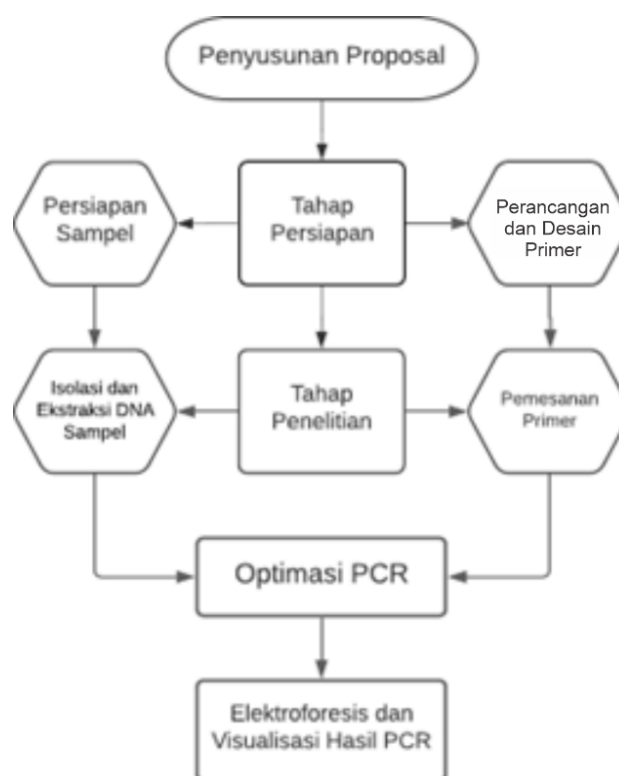 Penyusunan Proposal
Persiapan
Sampel
Tahap
Persiapan
Perancangan
dan Desain
Primer
Isolasi dan
Ekstraksi DNA
Sampel
Tahap
Penelitian
Pemesanan
Primer
Optimasi PCR
Elektroforesis dan
Visualisasi Hasil PCR